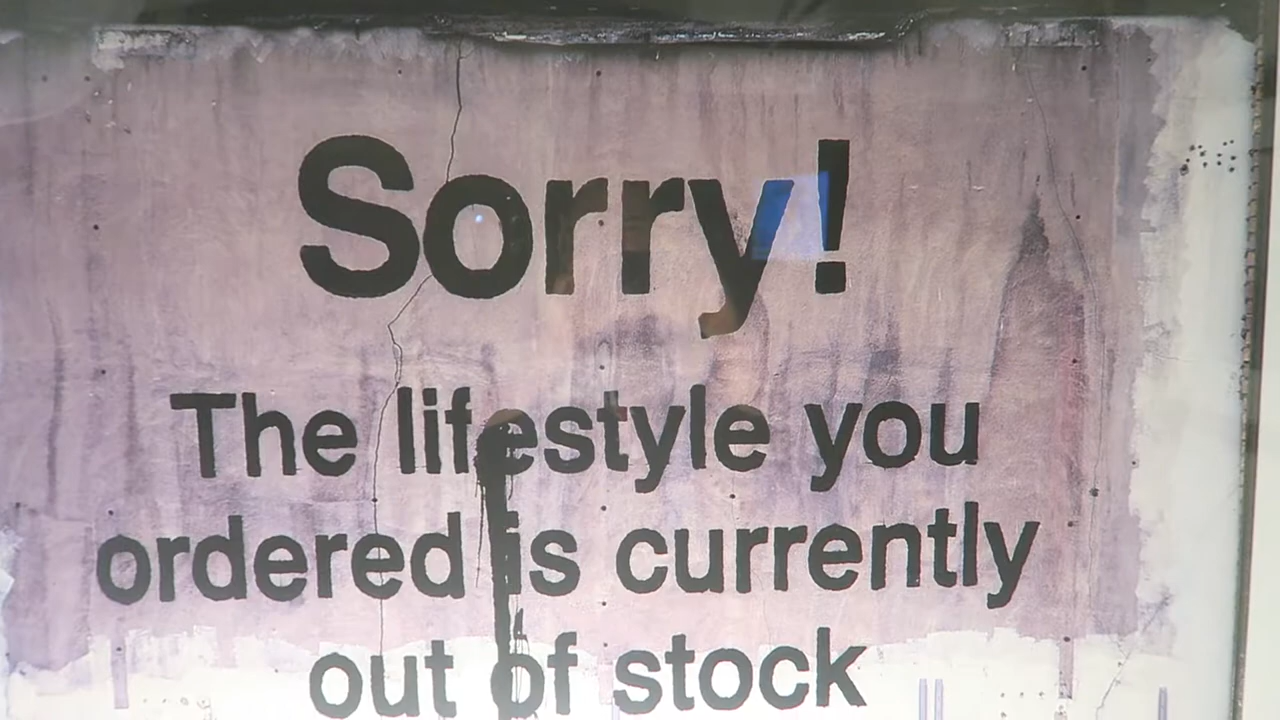 Sorry!
The lifestyle you
ordered is currently
out of stock